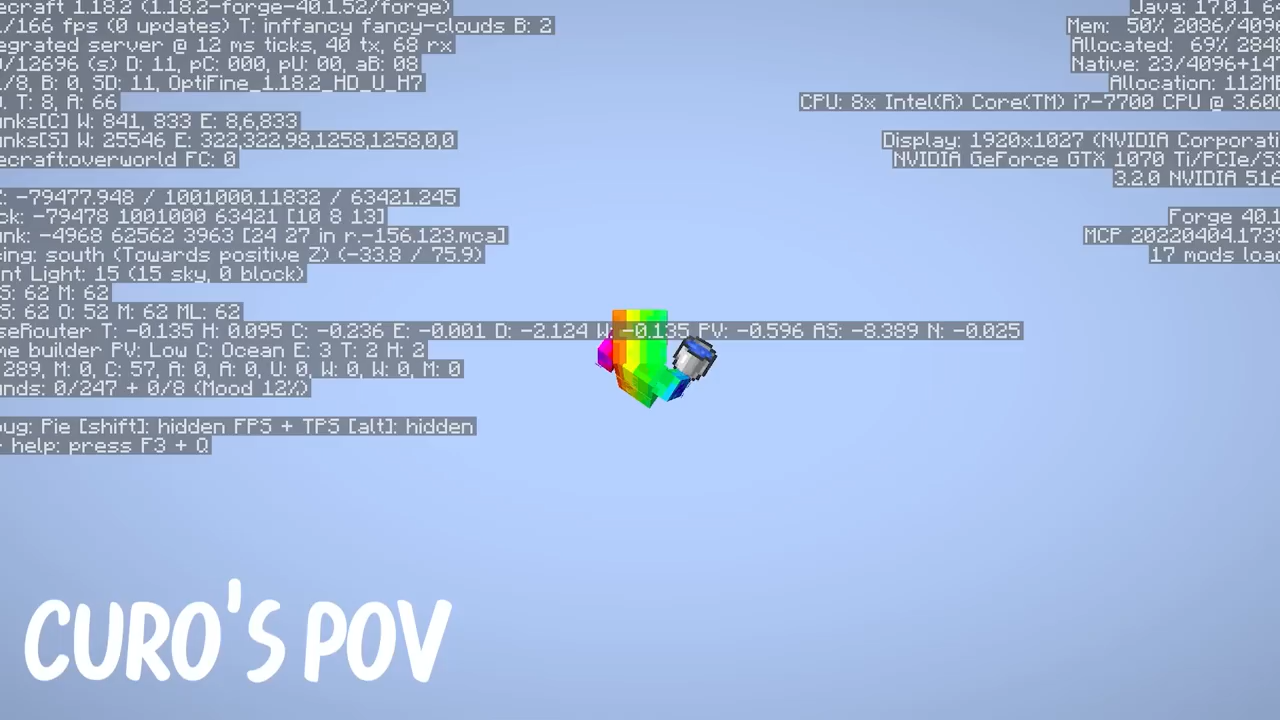 ecraft 1.18.2 (1.18.2-forge-40.1.52/forge)
/166 fps (0 updates) T: inffancy fancy-clouds B: 2
egrated server @ 12 ms ticks, 40 tx, 68 rx
/12696 (s) D: 11, pC: 000, pU: 00, aB: 08
/8, B: 0, SD: 11, OptiFine_1.18.2_HD_U_H7
, T: 8, A: 66
unks[C] W: 841, 833 E: 8,6,833
unks[S] W: 25546 E: 322,322,98,1258,1258,0,0
ecraft:overworld FC: 0
: -79477.948 / 1001000.11832 / 63421.245
ck: -79478 1001000 63421 [10 8 13]
unk: -4968 62562 3963 [24 27 in r.-156.123.mca]
ing: south (Towards positive Z) (-33.8 / 75.9)
nt Light: 15 (15 sky, 0 block)
S: 62 M: 62
S: 62 O: 52 M: 62 ML: 62
seRouter T: -0.135 H: 0.095 C: -0.236 E: -0.001 D: -2.124 W: -0.135 PV: -0.596 AS: -8.389 N: -0.025
me builder PV: Low C: Ocean E: 3 T: 2 H: 2
289, M: 0, C: 57, A: 0, A: 0, U: 0, W: 0, W: 0, M: 0
unds: 0/247 + 0/8 (Mood 12%)
ug: Pie [shift]: hidden FPS + TPS [alt]: hidden
r help: press F3 + Q
Java: 17.0.1 64
Mem: 50% 2086/4096
Allocated: 69% 284
Native: 23/4096+147
Allocation: 112M
CPU: 8x Intel(R) Core(TM) i7-7700 CPU @ 3.60
Display: 1920x1027 (NVIDIA Corporati
NVIDIA GeForce GTX 1070 Ti/PCIe/S
3.2.0 NVIDIA 516
Forge 40.1
MCP 20220404.1739
17 mods loa
CURO'S POV